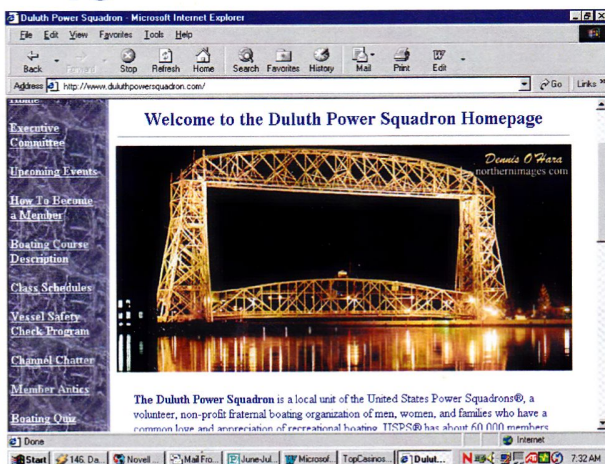 Duluth Power Squadron - Microsoft Internet Explorer
File Edit View Favorites Tools Help
Back Forward Stop Refresh Home Search Favorites History Mail Print Edit
Address http://www.duluthpowersquadron.com/ Go Links »
Home
Executive
Committee
Upcoming Events
How To Become
a Member
Boating Course
Description
Class Schedules
Vessel Safety
Check Program
Channel Chatter
Member Antics
Boating Quiz
Welcome to the Duluth Power Squadron Homepage
Dennis O'Hara
northernimages com
The Duluth Power Squadron is a local unit of the United States Power Squadrons®, a
volunteer, non-profit fraternal boating organization of men, women, and families who have a
common love and appreciation of recreational boating. USPS® has about 60,000 members
Done Internet
Start 146. Da... Novell ... Mail Fro... June-Jul... Microsof... TopCasinos... Dulut... 7:32 AM